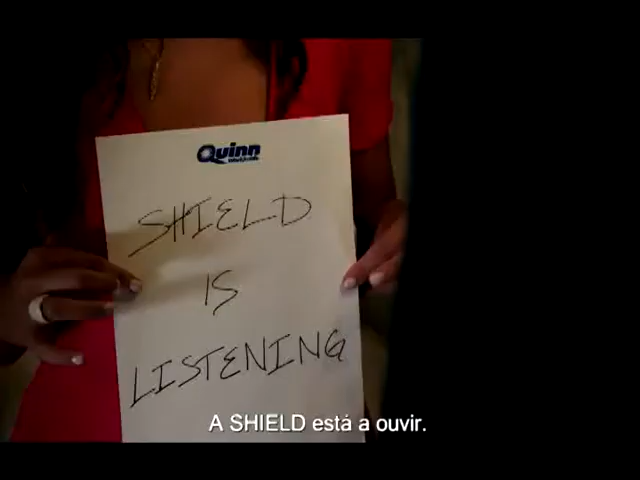 Quinn
SHIELD
IS
LISTENING
A SHIELD está a ouvir.